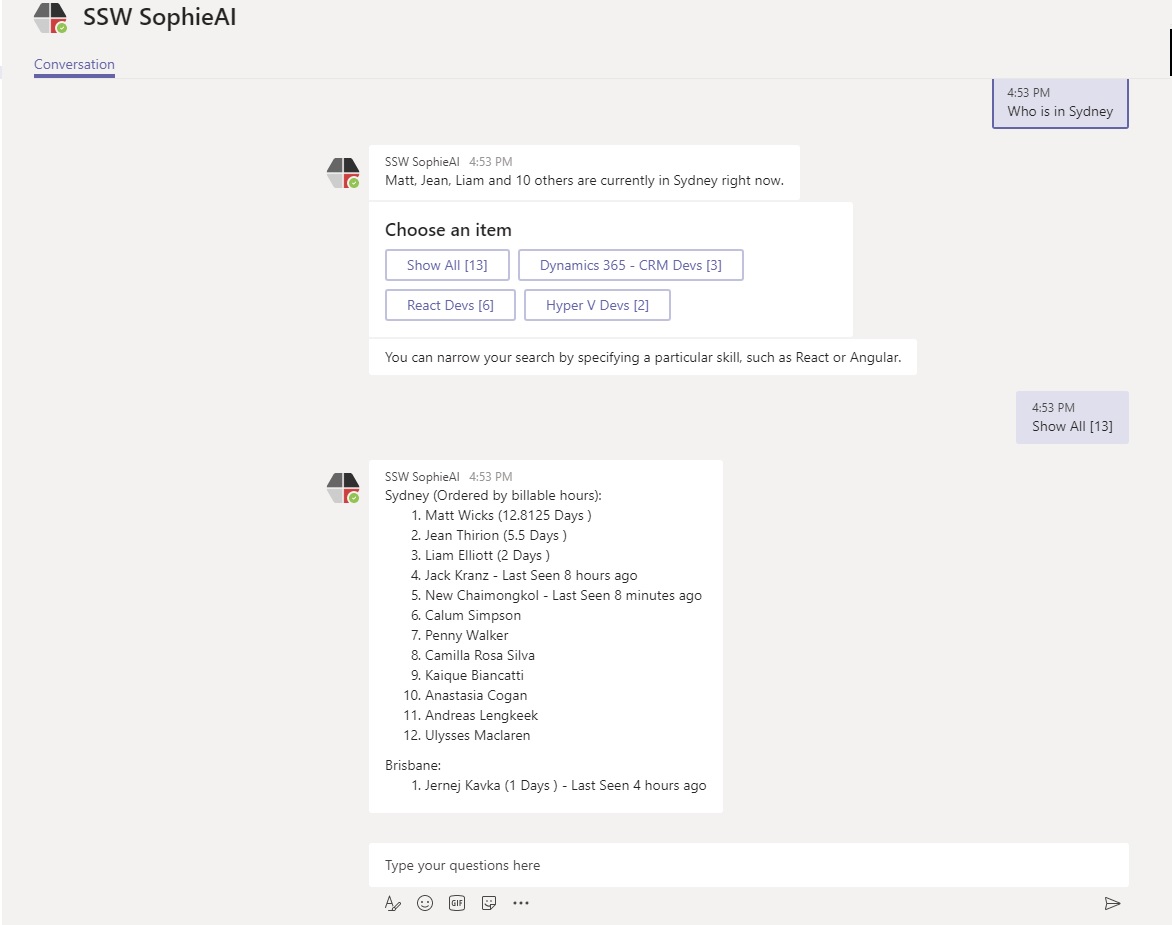 SSW SophieAI
Conversation
4:53 PM
Who is in Sydney
SSW SophieAI 4:53 PM
Matt, Jean, Liam and 10 others are currently in Sydney right now.
Choose an item
Show All [13] Dynamics 365 - CRM Devs [3]
React Devs [6] Hyper V Devs [2]
You can narrow your search by specifying a particular skill, such as React or Angular.
4:53 PM
Show All [13]
SSW SophieAI 4:53 PM
Sydney (Ordered by billable hours):
1. Matt Wicks (12.8125 Days )
2. Jean Thirion (5.5 Days )
3. Liam Elliott (2 Days )
4. Jack Kranz - Last Seen 8 hours ago
5. New Chaimongkol - Last Seen 8 minutes ago
6. Calum Simpson
7. Penny Walker
8. Camilla Rosa Silva
9. Kaique Biancatti
10. Anastasia Cogan
11. Andreas Lengkeek
12. Ulysses Maclaren
Brisbane:
1. Jernej Kavka (1 Days ) - Last Seen 4 hours ago
Type your questions here
GIF